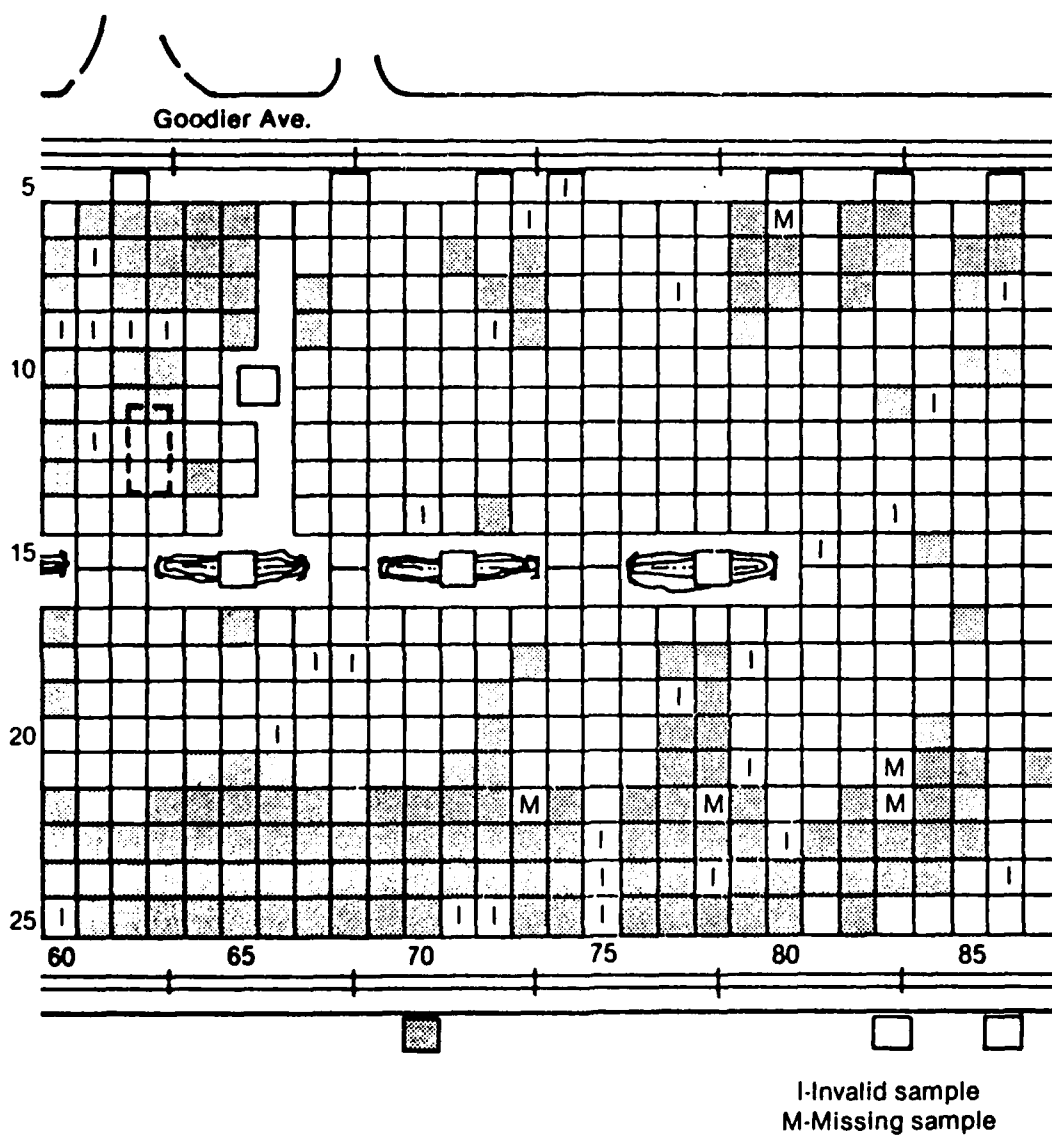 Goodier Ave.
5 I
I M
I
I I
I I I I I
10
I
I
I I
15 I
I I I
I
20 I
I M
M M M
I I
I I I
25 I I I I
60 65 70 75 80 85
I-Invalid sample
M-Missing sample